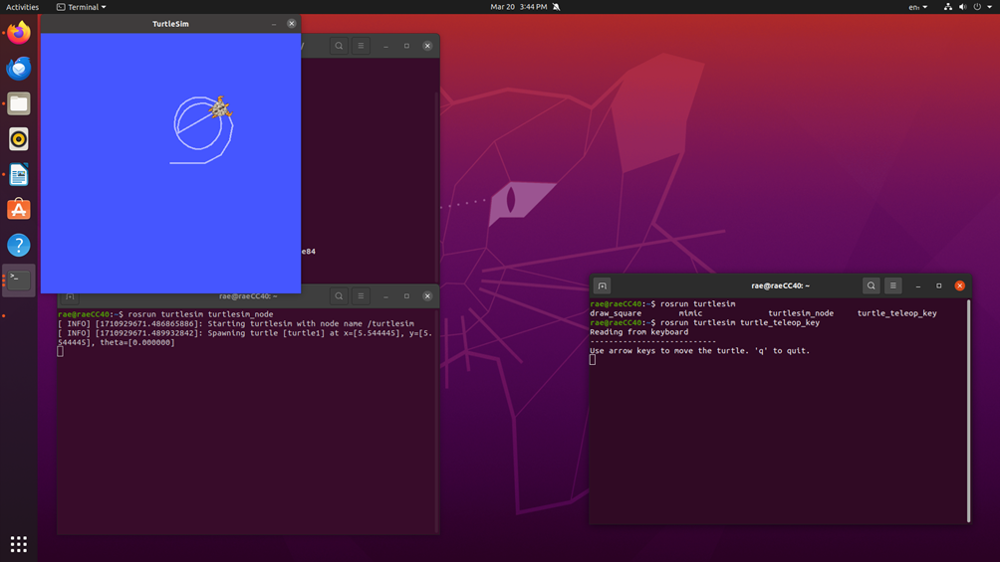 Activities
Terminal
Mar 20 3:44 PM
en₁
TurtleSim
/
e84
rae@raeCC40: ~
rae@raeCC40:~$ rosrun turtlesim turtlesim_node
[ INFO] [1710929671.486865886]: Starting turtlesim with node name /turtlesim
[ INFO] [1710929671.489932842]: Spawning turtle [turtle1] at x=[5.544445], y=[5.
544445], theta=[0.000000]
rae@raeCC40: ~
rae@raeCC40:~$ rosrun turtlesim
draw_square mimic turtlesim_node turtle_teleop_key
rae@raeCC40:~$ rosrun turtlesim turtle_teleop_key
Reading from keyboard
---------------------------
Use arrow keys to move the turtle. 'q' to quit.